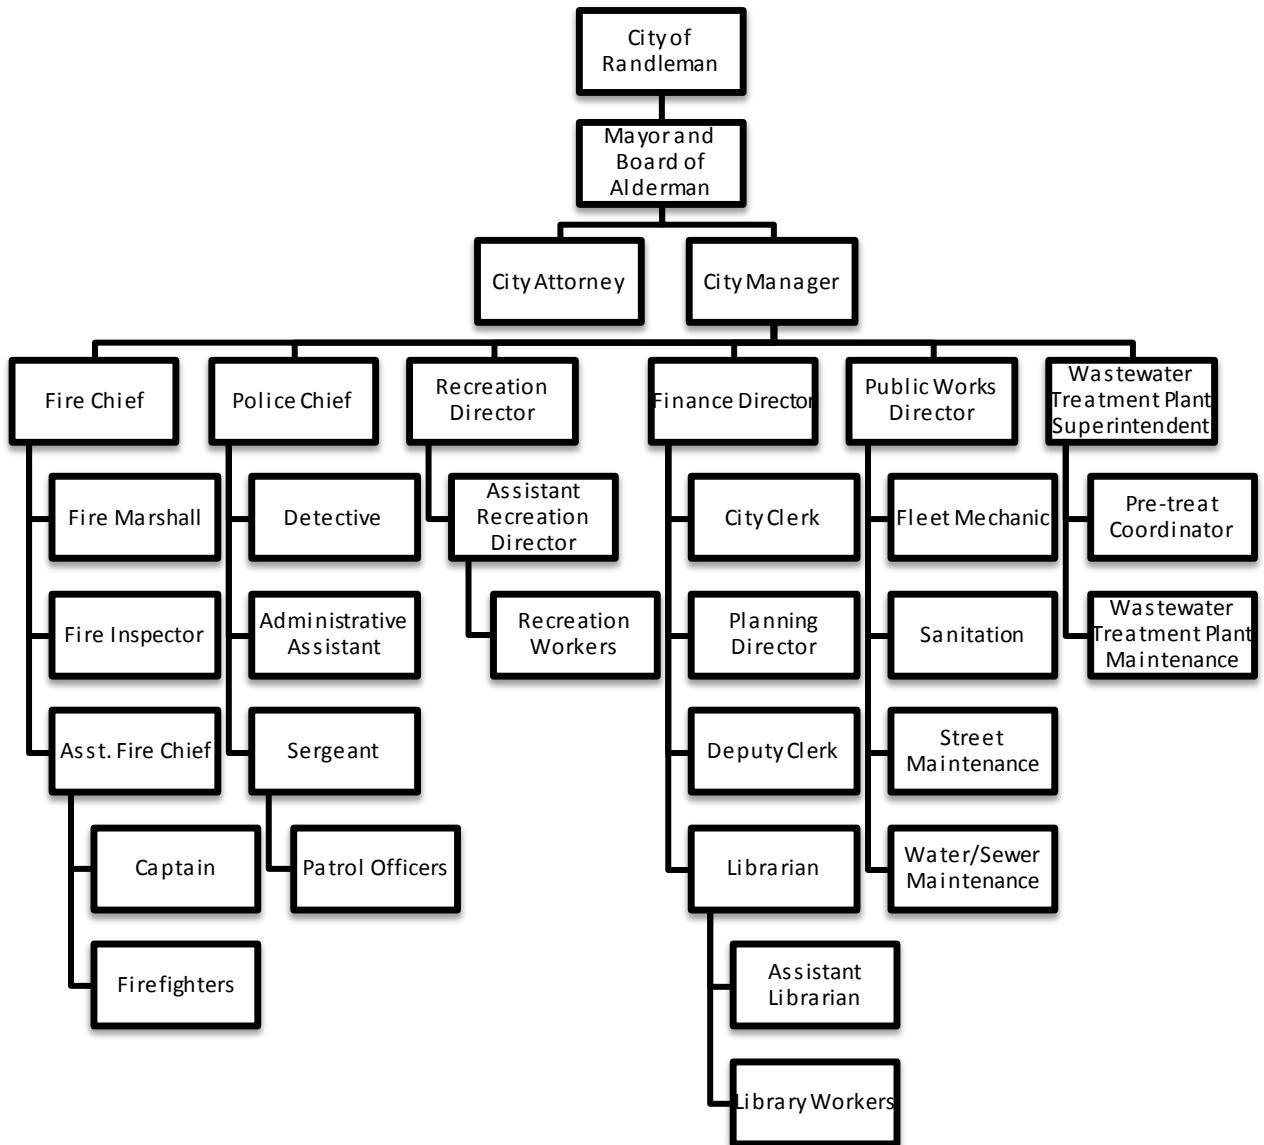 City of
Randleman
Mayor and
Board of
Alderman
City Attorney
City Manager
Fire Chief
Police Chief
Recreation
Director
Finance Director
Public Works
Director
Wastewater
Treatment Plant
Superintendent
Fire Marshall
Detective
Assistant
Recreation
Director
City Clerk
Fleet Mechanic
Pre-treat
Coordinator
Fire Inspector
Administrative
Assistant
Recreation
Workers
Planning
Director
Sanitation
Wastewater
Treatment Plant
Maintenance
Asst. Fire Chief
Sergeant
Deputy Clerk
Street
Maintenance
Captain
Patrol Officers
Librarian
Water/Sewer
Maintenance
Firefighters
Assistant
Librarian
Library Workers